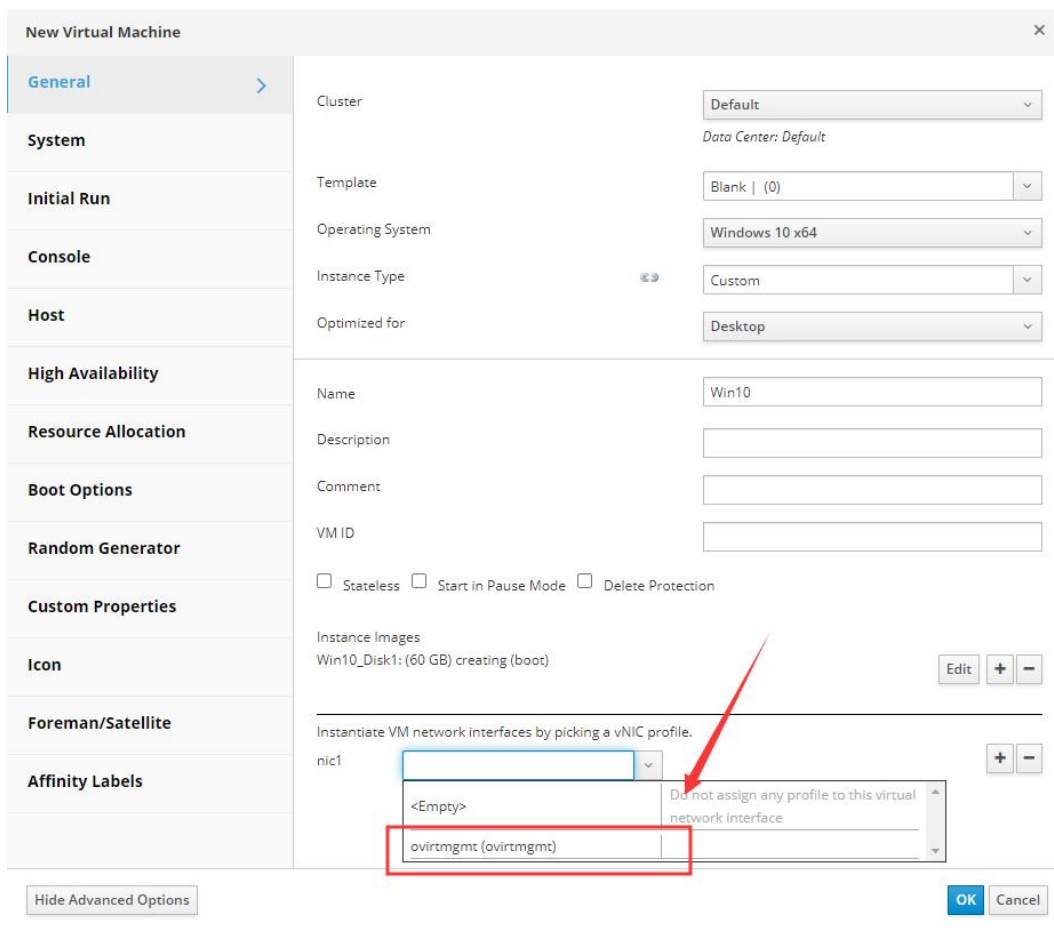 New Virtual Machine
General
System
Initial Run
Console
Host
High Availability
Resource Allocation
Boot Options
Random Generator
Custom Properties
Icon
Foreman/Satellite
Affinity Labels
Cluster
Default
Data Center: Default
Template
Blank | (0)
Operating System
Windows 10 x64
Instance Type
Custom
Optimized for
Desktop
Name
Win10
Description
Comment
VM ID
Stateless Start in Pause Mode Delete Protection
Instance Images
Win10_Disk1: (60 GB) creating (boot)
Edit
Instantiate VM network interfaces by picking a vNIC profile.
nic1
<Empty>
Do not assign any profile to this virtual
network interface
ovirtmgmt (ovirtmgmt)
Hide Advanced Options
OK
Cancel